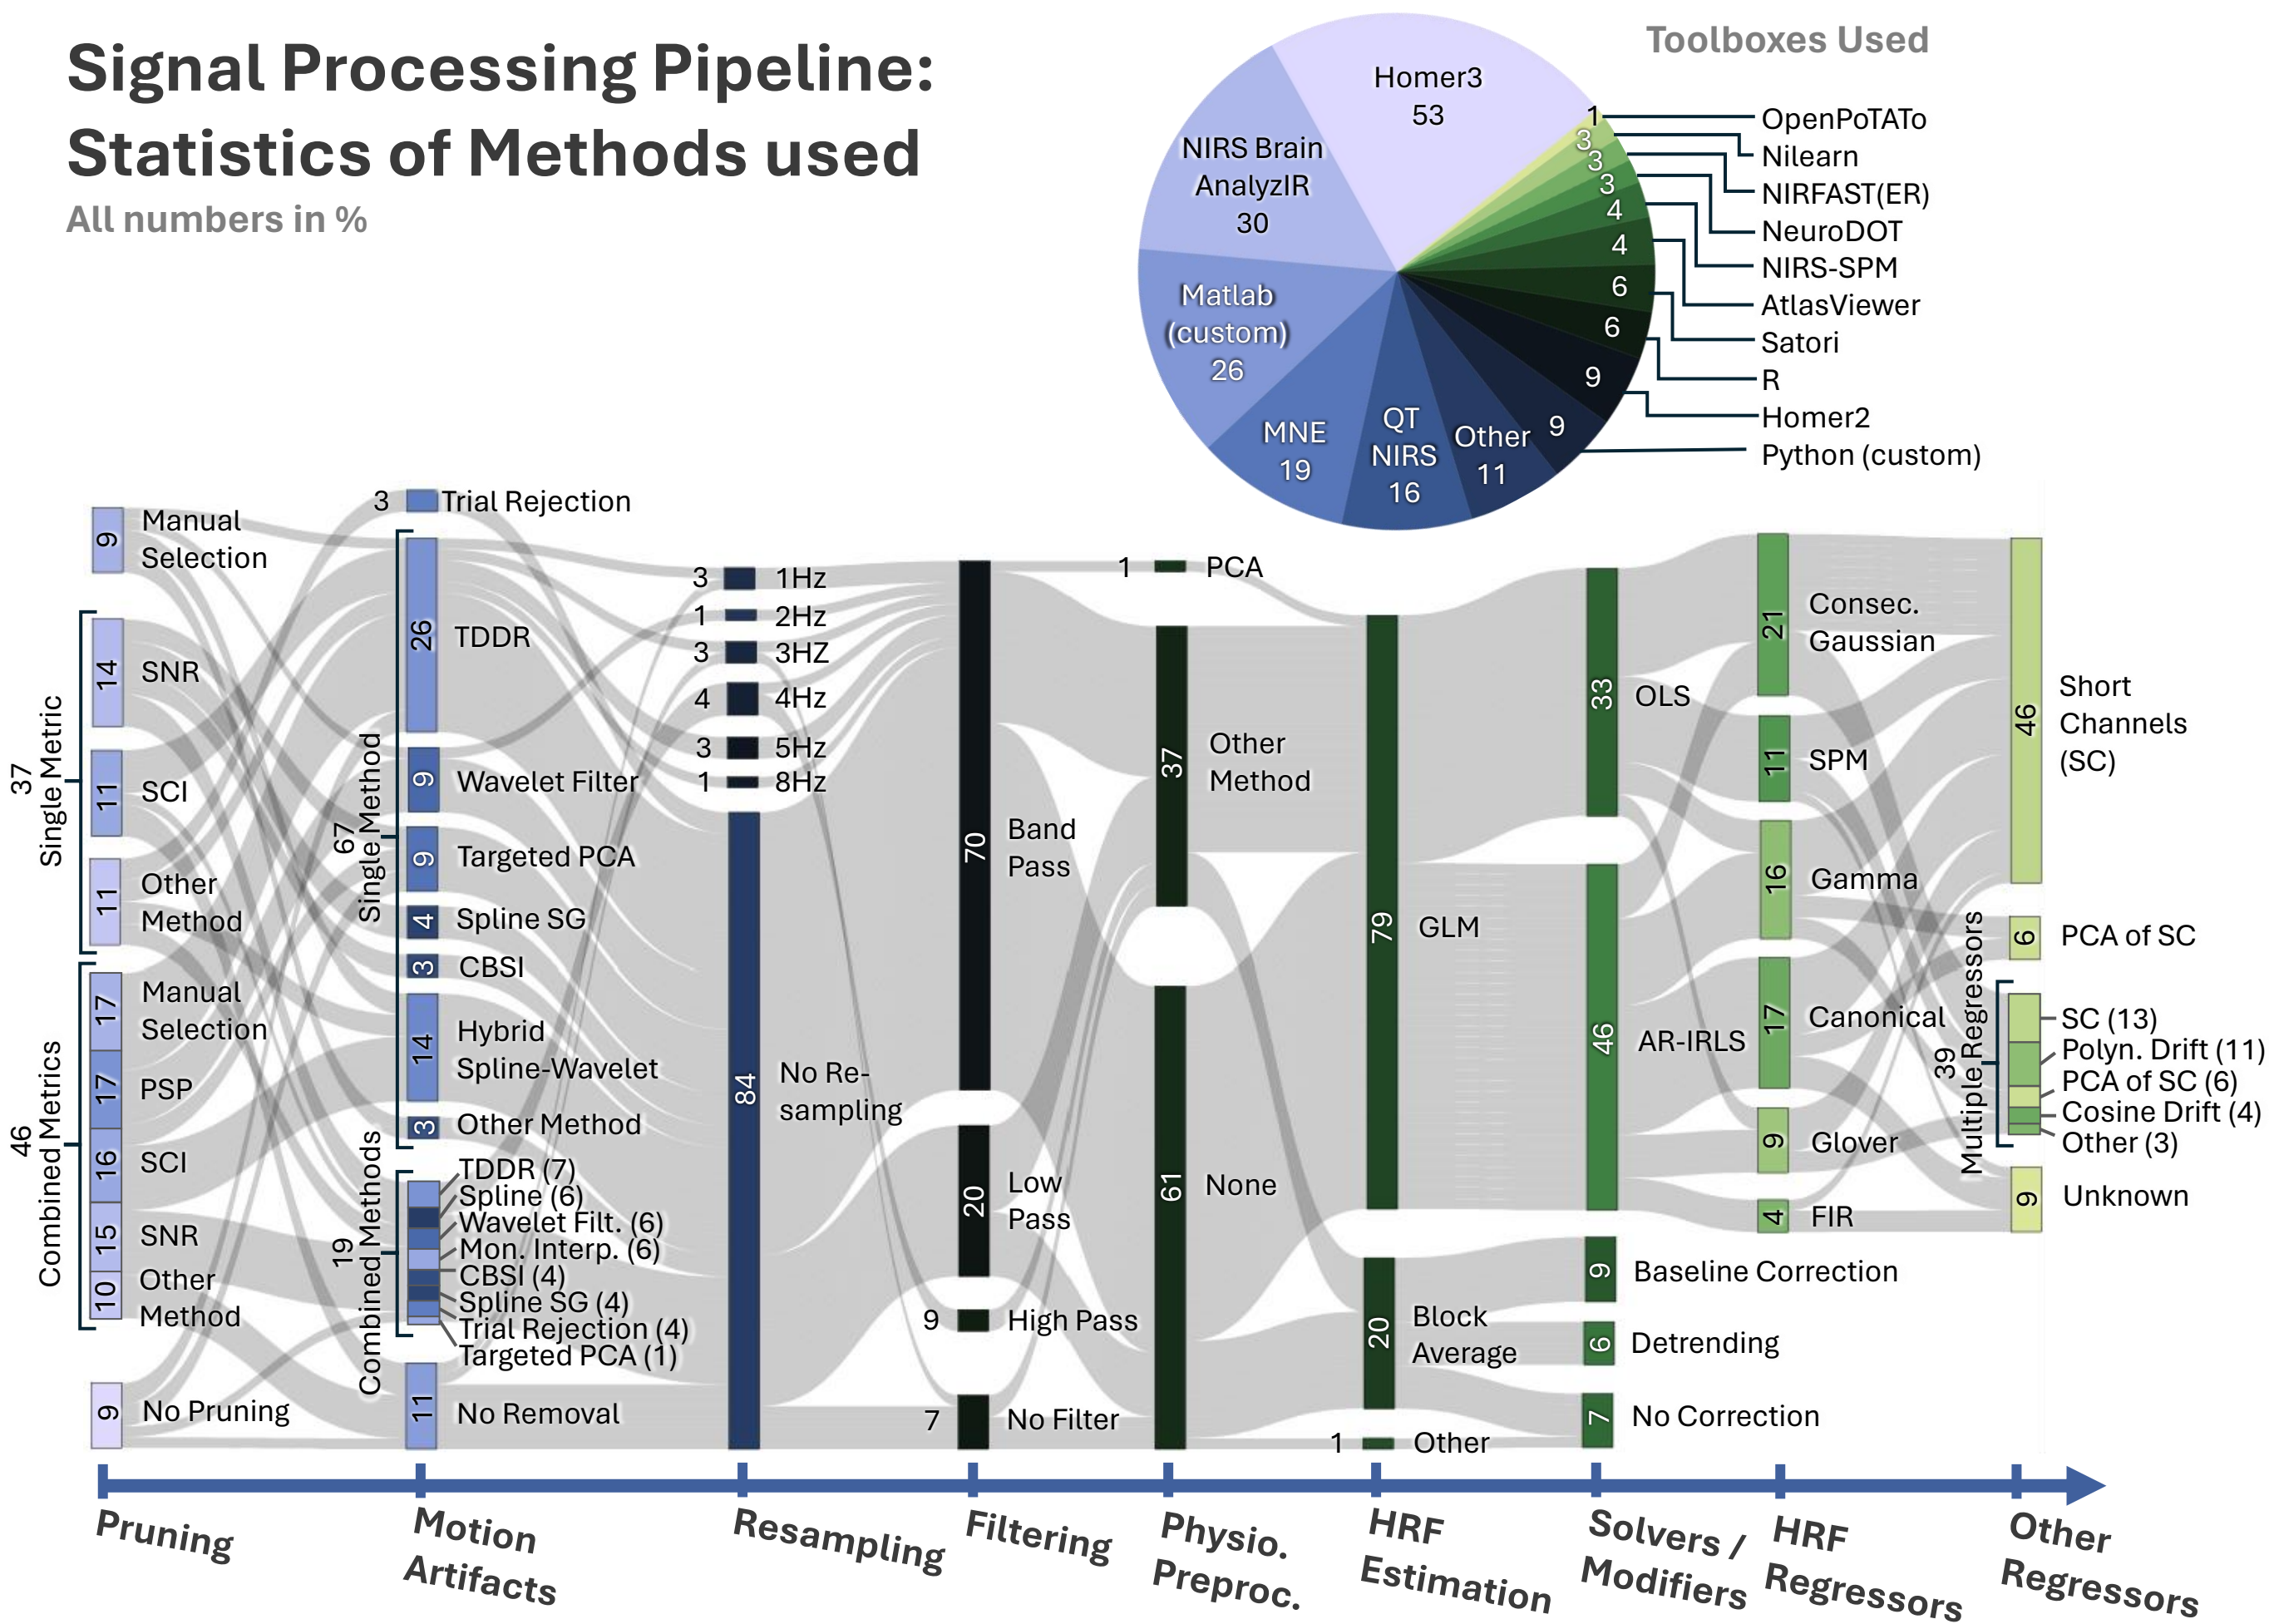 Signal Processing Pipeline:
Statistics of Methods used
All numbers in %
Toolboxes Used
Homer3
53
NIRS Brain
AnalyzIR
30
Matlab
(custom)
26
MNE
19
QT
NIRS
16
Other
11
9
9
6
6
4
4
3
3
3
1
OpenPoTATo
Nilearn
NIRFAST(ER)
NeuroDOT
NIRS-SPM
AtlasViewer
Satori
R
Homer2
Python (custom)
9
Manual
Selection
37
Single Metric
14
SNR
11
SCI
11
Other
Method
46
Combined Metrics
17
Manual
Selection
17
PSP
16
SCI
15
SNR
10
Other
Method
9
No Pruning
3
Trial Rejection
67
Single Method
26
TDDR
9
Wavelet Filter
9
Targeted PCA
4
Spline SG
3
CBSI
14
Hybrid
Spline-Wavelet
3
Other Method
19
Combined Methods
TDDR (7)
Spline (6)
Wavelet Filt. (6)
Mon. Interp. (6)
CBSI (4)
Spline SG (4)
Trial Rejection (4)
Targeted PCA (1)
11
No Removal
3
1Hz
1
2Hz
3
3HZ
4
4Hz
3
5Hz
1
8Hz
84
No Re-
sampling
70
Band
Pass
20
Low
Pass
9
High Pass
7
No Filter
1
PCA
37
Other
Method
61
None
79
GLM
20
Block
Average
1
Other
33
OLS
46
AR-IRLS
9
Baseline Correction
6
Detrending
7
No Correction
21
Consec.
Gaussian
11
SPM
16
Gamma
17
Canonical
9
Glover
4
FIR
46
Short
Channels
(SC)
6
PCA of SC
39
Multiple Regressors
SC (13)
Polyn. Drift (11)
PCA of SC (6)
Cosine Drift (4)
Other (3)
9
Unknown
Pruning
Motion
Artifacts
Resampling
Filtering
Physio.
Preproc.
HRF
Estimation
Solvers /
Modifiers
HRF
Regressors
Other
Regressors